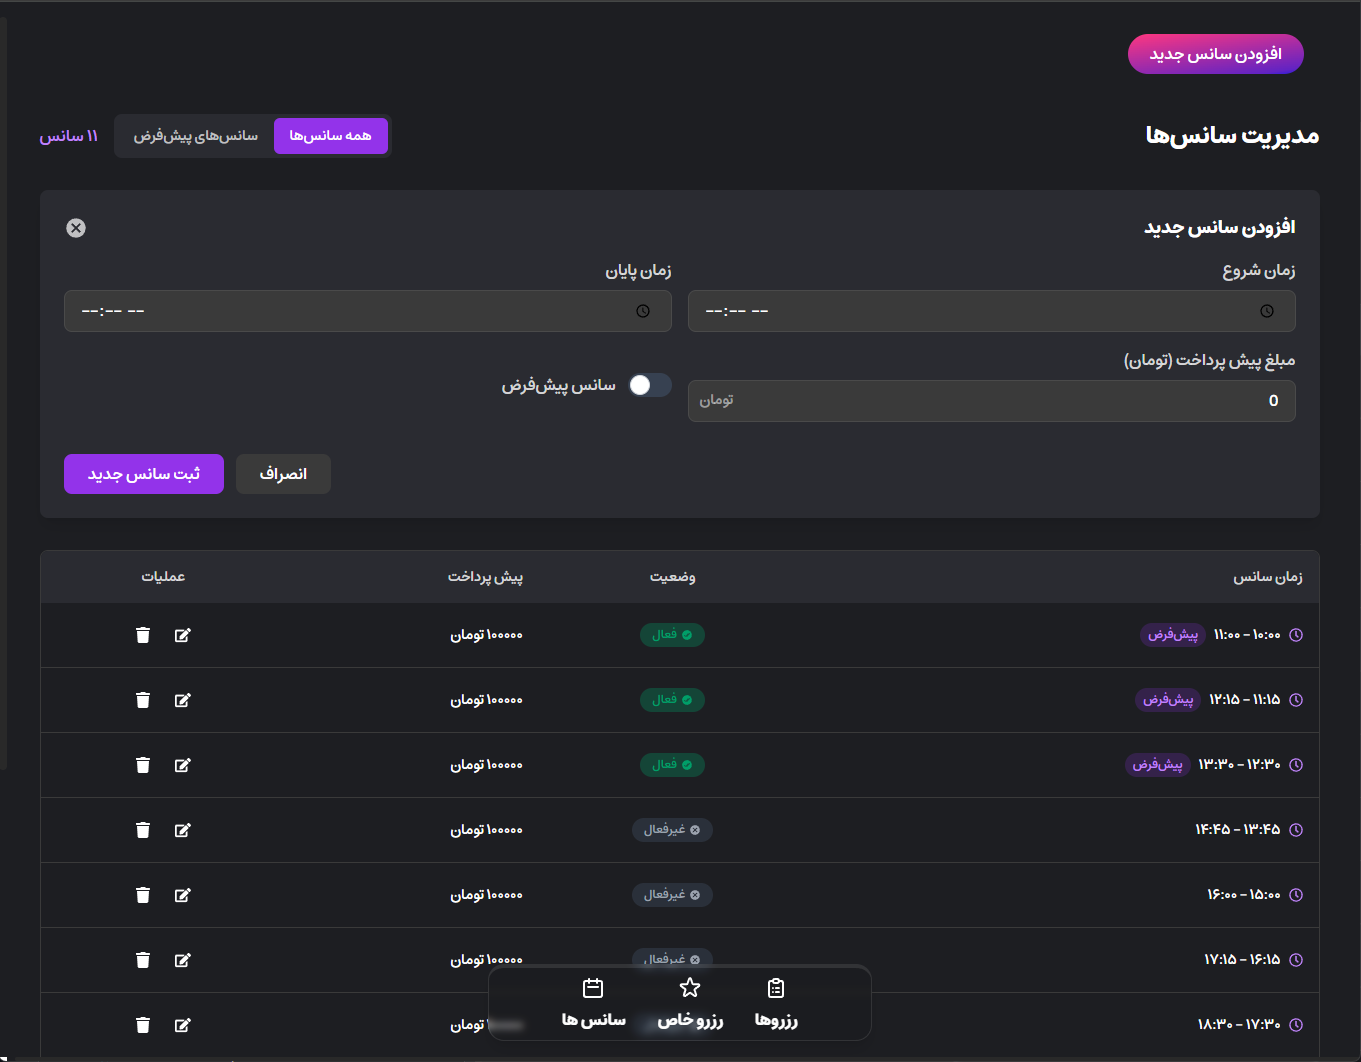 افزودن سانس جدید
مدیریت سانس‌ها
همه سانس‌ها
سانس‌های پیش‌فرض
۱۱ سانس
افزودن سانس جدید
زمان شروع
زمان پایان
--:-- --
--:-- --
مبلغ پیش پرداخت (تومان)
0
تومان
سانس پیش‌فرض
انصراف
ثبت سانس جدید
زمان سانس وضعیت پیش پرداخت عملیات
۱۰:۰۰ - ۱۱:۰۰ پیش‌فرض فعال ۱۰۰۰۰۰ تومان
۱۱:۱۵ - ۱۲:۱۵ پیش‌فرض فعال ۱۰۰۰۰۰ تومان
۱۲:۳۰ - ۱۳:۳۰ پیش‌فرض فعال ۱۰۰۰۰۰ تومان
۱۳:۴۵ - ۱۴:۴۵ غیرفعال ۱۰۰۰۰۰ تومان
۱۵:۰۰ - ۱۶:۰۰ غیرفعال ۱۰۰۰۰۰ تومان
۱۶:۱۵ - ۱۷:۱۵ غیرفعال ۱۰۰۰۰۰ تومان
۱۷:۳۰ - ۱۸:۳۰ تومان
رزروها
رزرو خاص
سانس ها